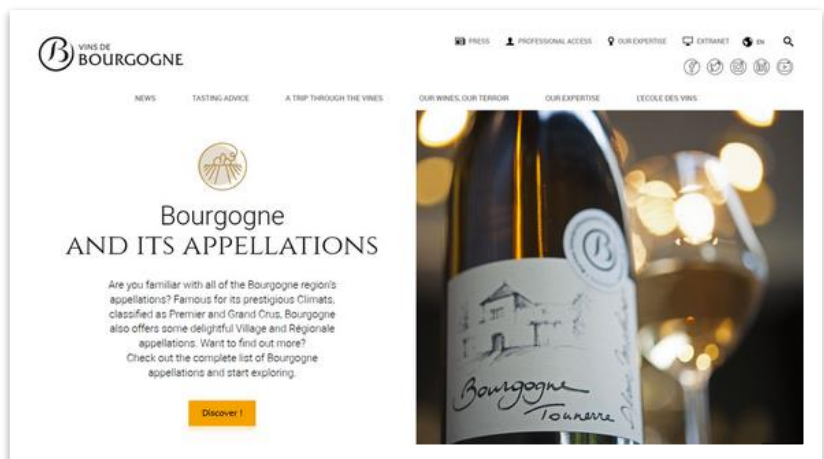 VINS DE
BOURGOGNE
PRESS PROFESSIONAL ACCESS OUR EXPERTISE EXTRANET EN
NEWS TASTING ADVICE A TRIP THROUGH THE VINES OUR WINES, OUR TERROIR OUR EXPERTISE L'ECOLE DES VINS
Bourgogne
AND ITS APPELLATIONS
Are you familiar with all of the Bourgogne region's
appellations? Famous for its prestigious Climats,
classified as Premier and Grand Crus, Bourgogne
also offers some delightful Village and Régionale
appellations. Want to find out more?
Check out the complete list of Bourgogne
appellations and start exploring.
Discover !
B
Bourgogne
Tonnerre